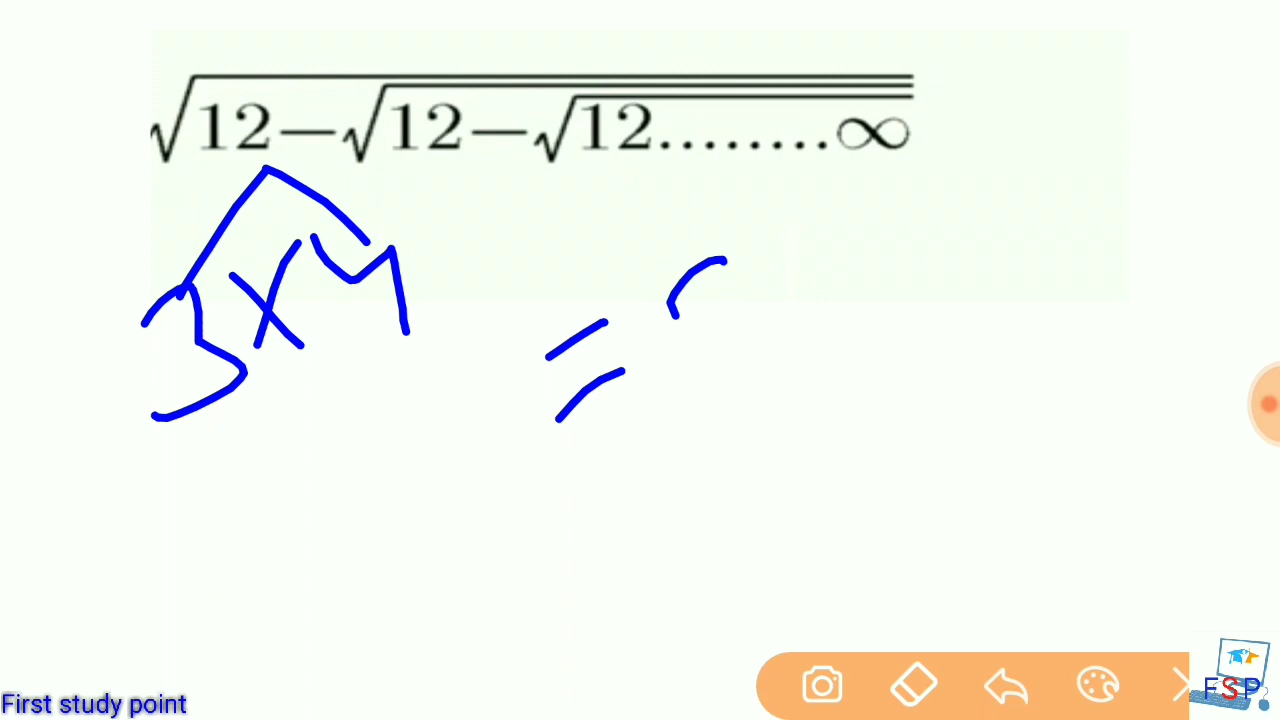 √12−√12−√12........∞
3×4 =
First study point
FSP